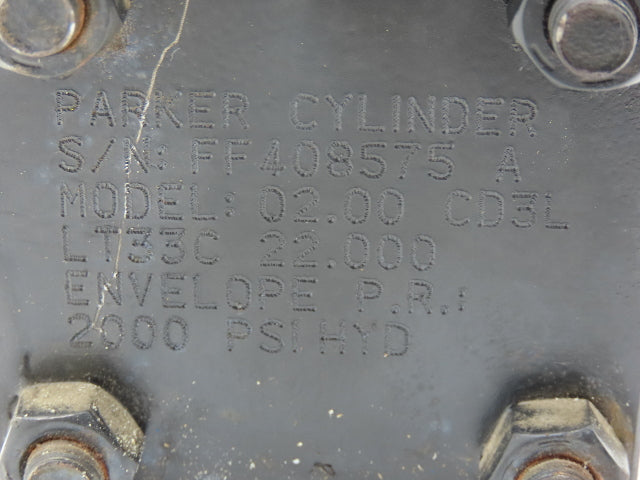 PARKER CYLINDER
S/N: FF408575 A
MODEL: 02.00 CD3L
LT33C 22.000
ENVELOPE P.R.:
2000 PSI HYD